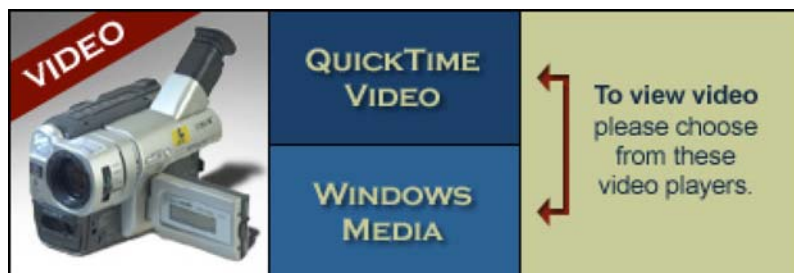 VIDEO
QUICKTIME
VIDEO
WINDOWS
MEDIA
To view video
please choose
from these
video players.